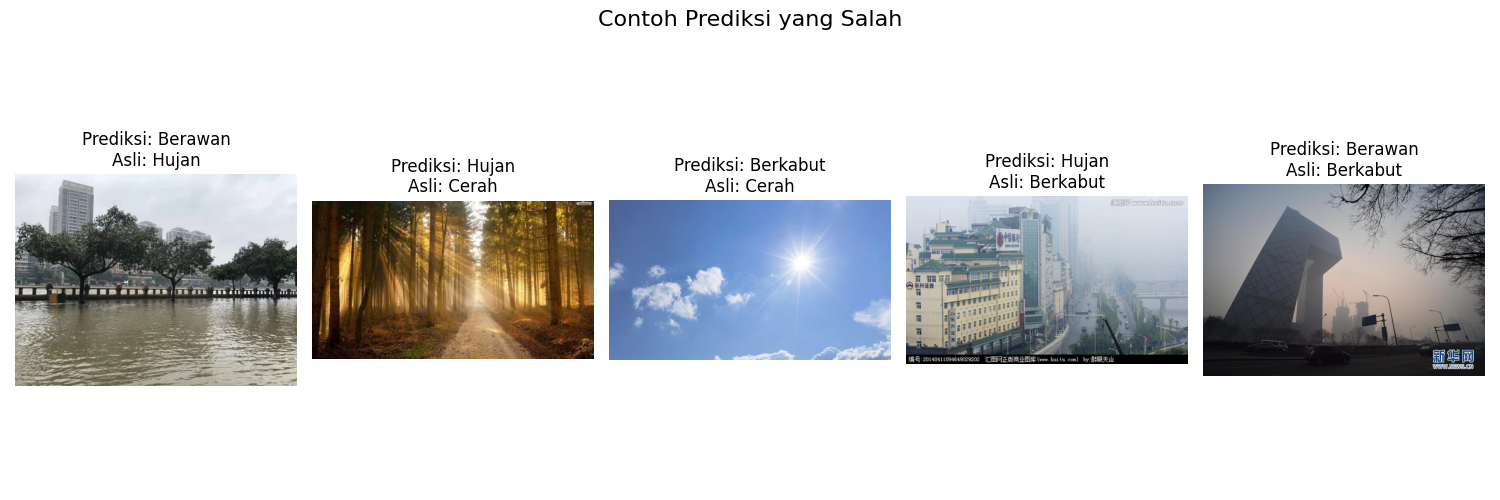 Contoh Prediksi yang Salah
Prediksi: Berawan
Asli: Hujan
Prediksi: Hujan
Asli: Cerah
Prediksi: Berkabut
Asli: Cerah
Prediksi: Hujan
Asli: Berkabut
Prediksi: Berawan
Asli: Berkabut
新华网